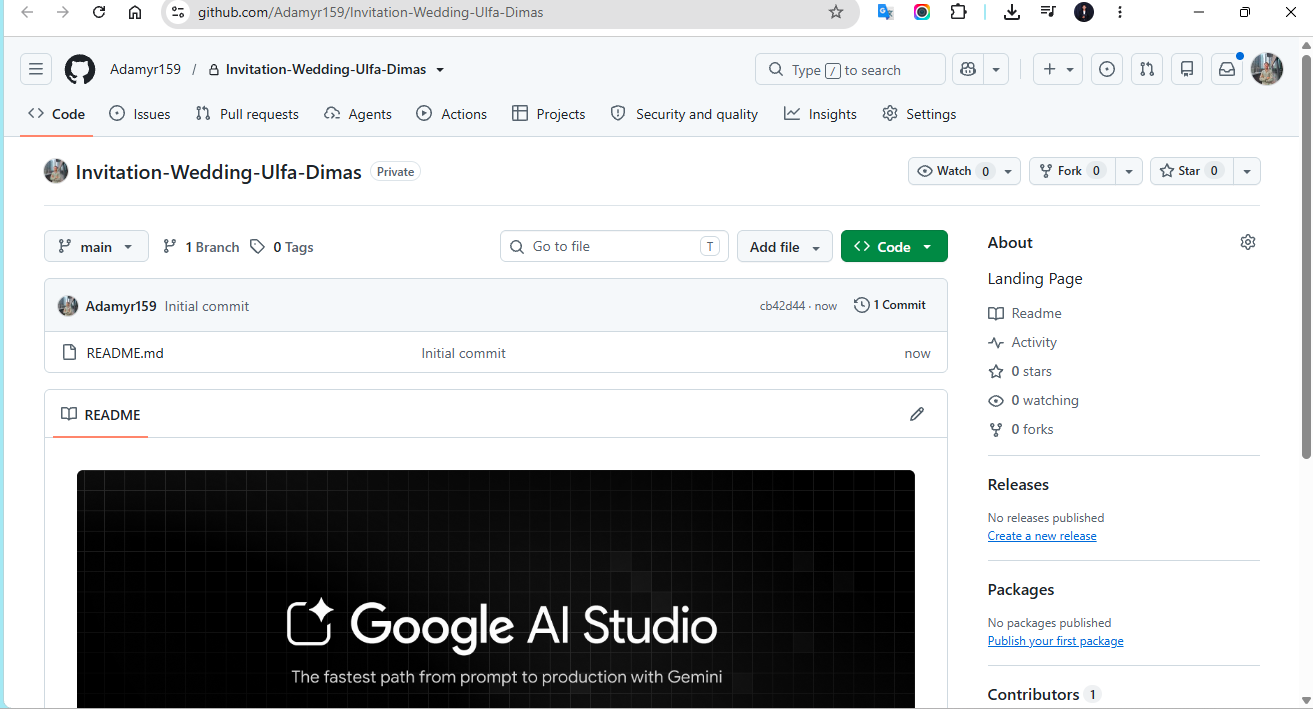 github.com/Adamyr159/Invitation-Wedding-Ulfa-Dimas
Adamyr159 / Invitation-Wedding-Ulfa-Dimas
Type / to search
Code Issues Pull requests Agents Actions Projects Security and quality Insights Settings
Invitation-Wedding-Ulfa-Dimas Private
Watch 0 Fork 0 Star 0
main 1 Branch 0 Tags
Go to file T Add file Code
Adamyr159 Initial commit cb42d44 · now 1 Commit
README.md Initial commit now
README
Google AI Studio
The fastest path from prompt to production with Gemini
About
Landing Page
Readme
Activity
0 stars
0 watching
0 forks
Releases
No releases published
Create a new release
Packages
No packages published
Publish your first package
Contributors 1